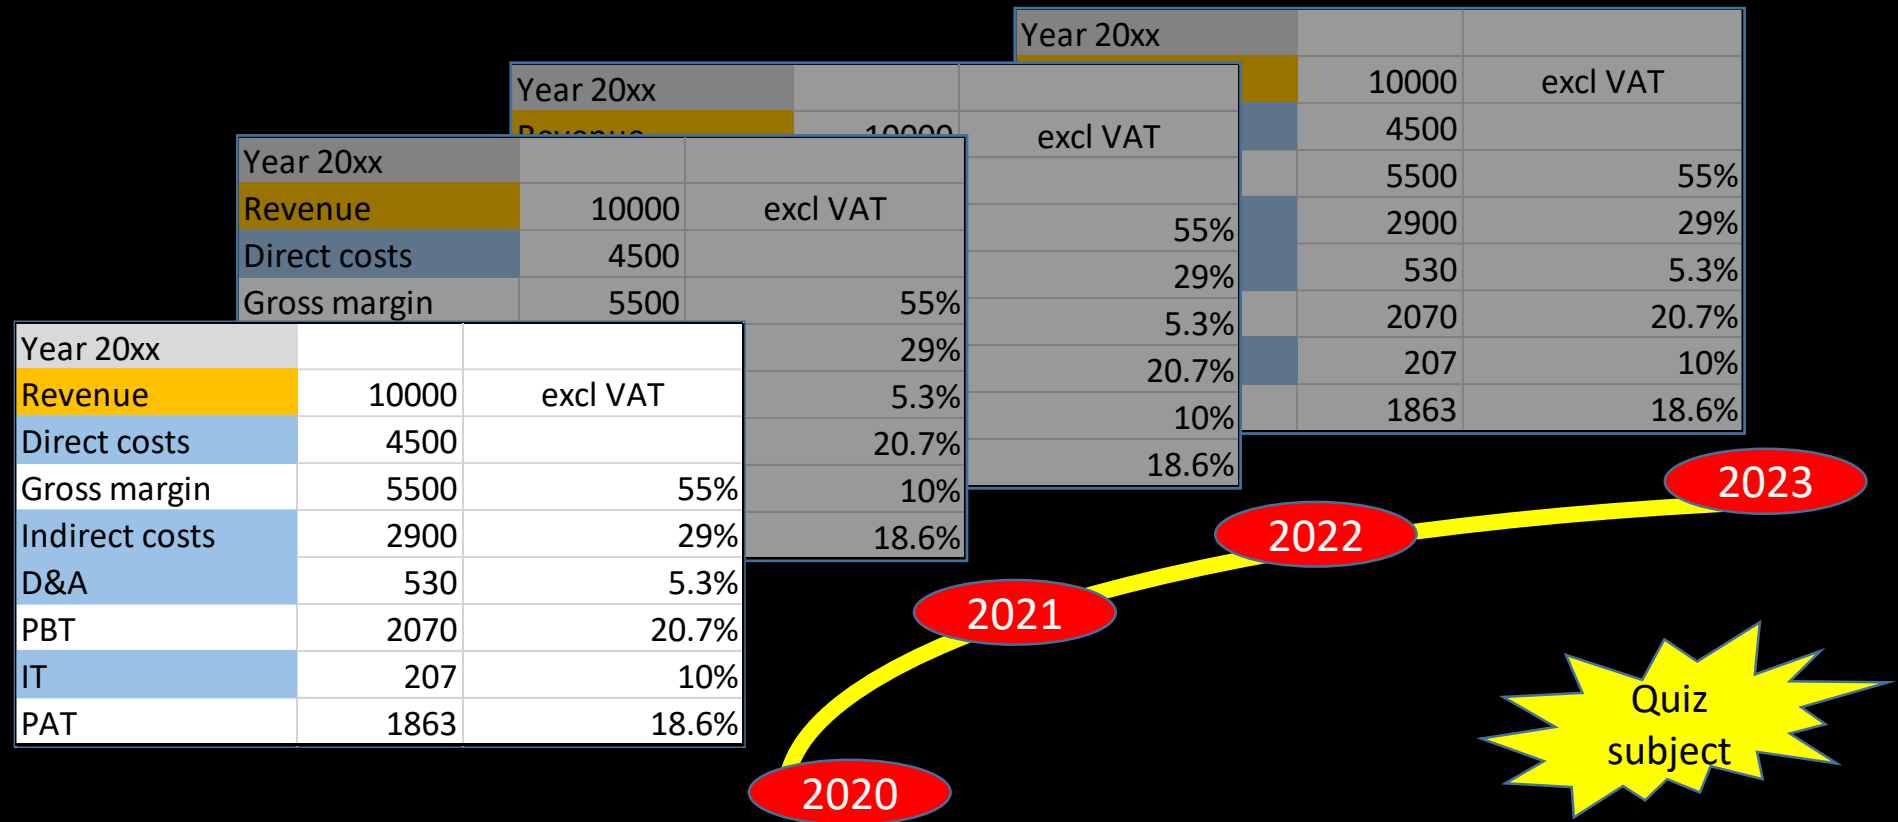 Year 20xx
10000 excl VAT
4500
5500 55%
2900 29%
530 5.3%
2070 20.7%
207 10%
1863 18.6%
Year 20xx
Revenue 10000 excl VAT
55%
29%
5.3%
20.7%
10%
18.6%
Year 20xx
Revenue 10000 excl VAT
Direct costs 4500
Gross margin 5500 55%
29%
5.3%
20.7%
10%
18.6%
Year 20xx
Revenue 10000 excl VAT
Direct costs 4500
Gross margin 5500 55%
Indirect costs 2900 29%
D&A 530 5.3%
PBT 2070 20.7%
IT 207 10%
PAT 1863 18.6%
2023
2022
2021
2020
Quiz
subject